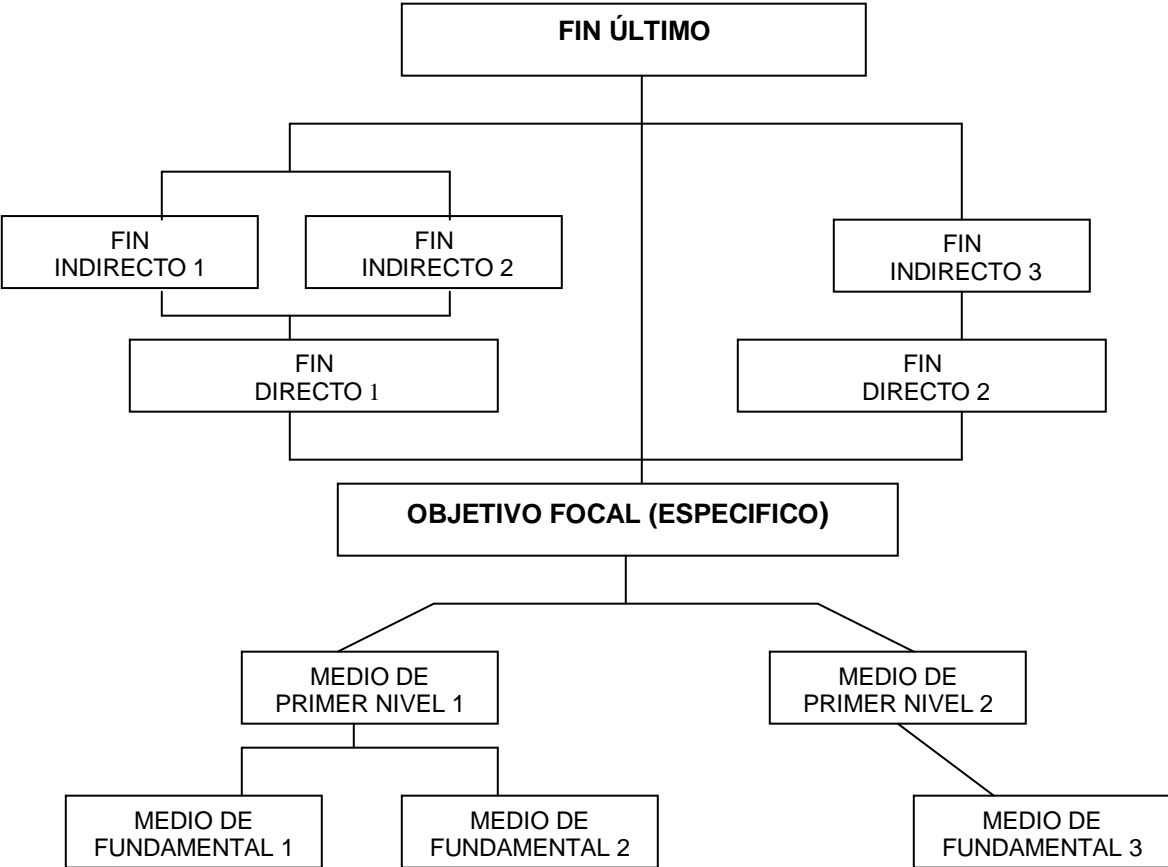 FIN ÚLTIMO
FIN
INDIRECTO 1
FIN
INDIRECTO 2
FIN
INDIRECTO 3
FIN
DIRECTO 1
FIN
DIRECTO 2
OBJETIVO FOCAL (ESPECIFICO)
MEDIO DE
PRIMER NIVEL 1
MEDIO DE
PRIMER NIVEL 2
MEDIO DE
FUNDAMENTAL 1
MEDIO DE
FUNDAMENTAL 2
MEDIO DE
FUNDAMENTAL 3